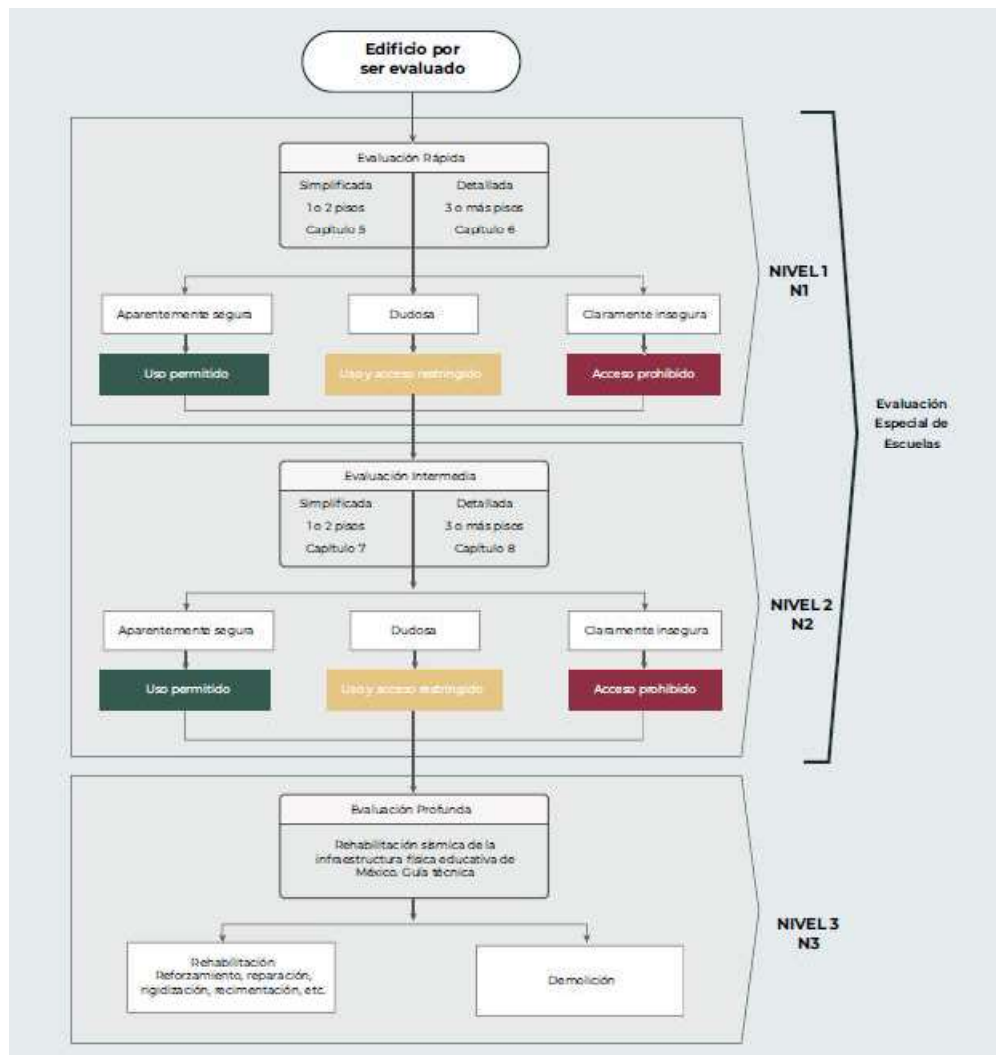 Edificio por
ser evaluado
Evaluación Rápida
Simplificada
1 o 2 pisos
Capítulo 5
Detallada
3 o más pisos
Capítulo 6
NIVEL 1
N1
Aparentemente segura
Dudosa
Claramente insegura
Uso permitido
Uso y acceso restringido
Acceso prohibido
Evaluación
Especial de
Escuelas
Evaluación Intermedia
Simplificada
1 o 2 pisos
Capítulo 7
Detallada
3 o más pisos
Capítulo 8
NIVEL 2
N2
Aparentemente segura
Dudosa
Claramente insegura
Uso permitido
Uso y acceso restringido
Acceso prohibido
Evaluación Profunda
Rehabilitación sísmica de la
infraestructura física educativa de
México. Guía técnica
NIVEL 3
N3
Rehabilitación
Reforzamiento, reparación,
rigidización, recimentación, etc.
Demolición